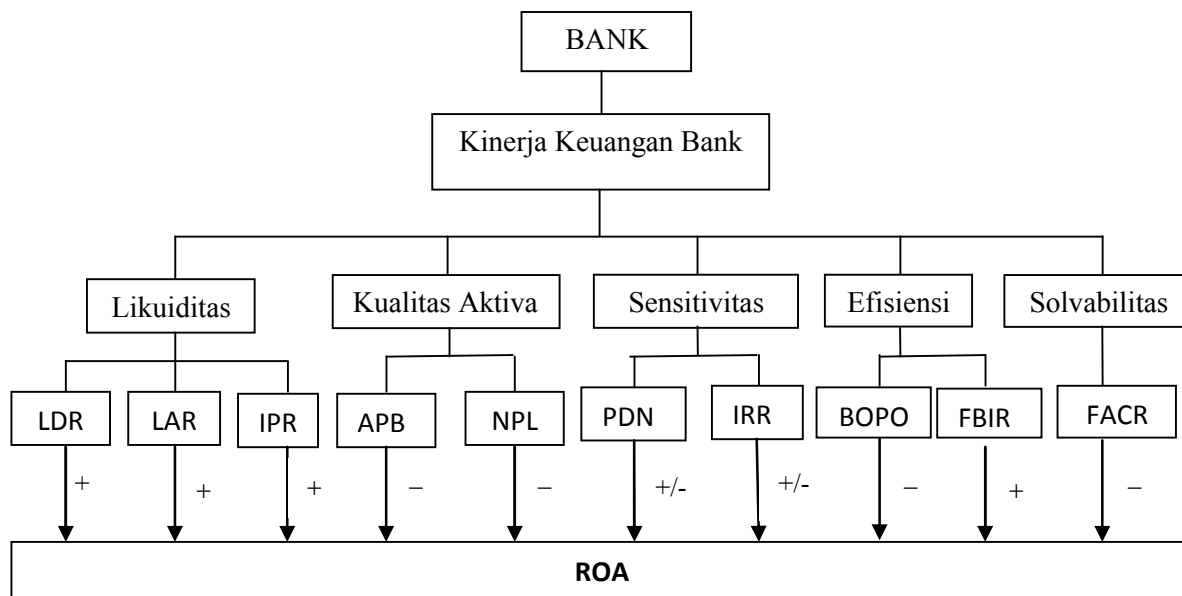 BANK
Kinerja Keuangan Bank
Likuiditas
Kualitas Aktiva
Sensitivitas
Efisiensi
Solvabilitas
LDR
LAR
IPR
APB
NPL
PDN
IRR
BOPO
FBIR
FACR
+
+
+
–
–
+/-
+/-
–
+
–
ROA